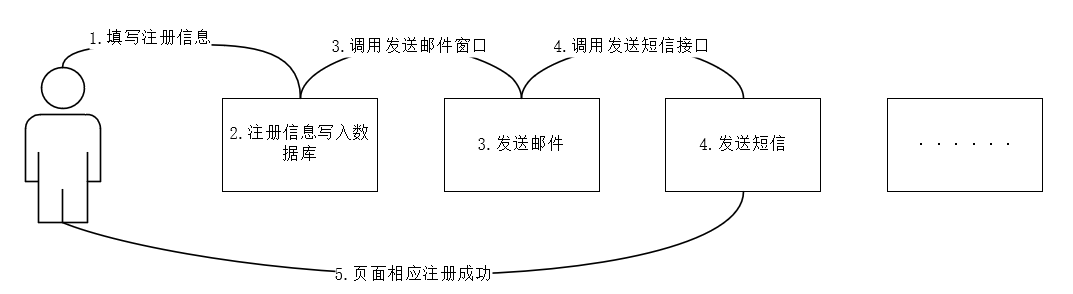 1.填写注册信息
3.调用发送邮件窗口
4.调用发送短信接口
2.注册信息写入数
据库
3.发送邮件
4.发送短信
······
5.页面相应注册成功